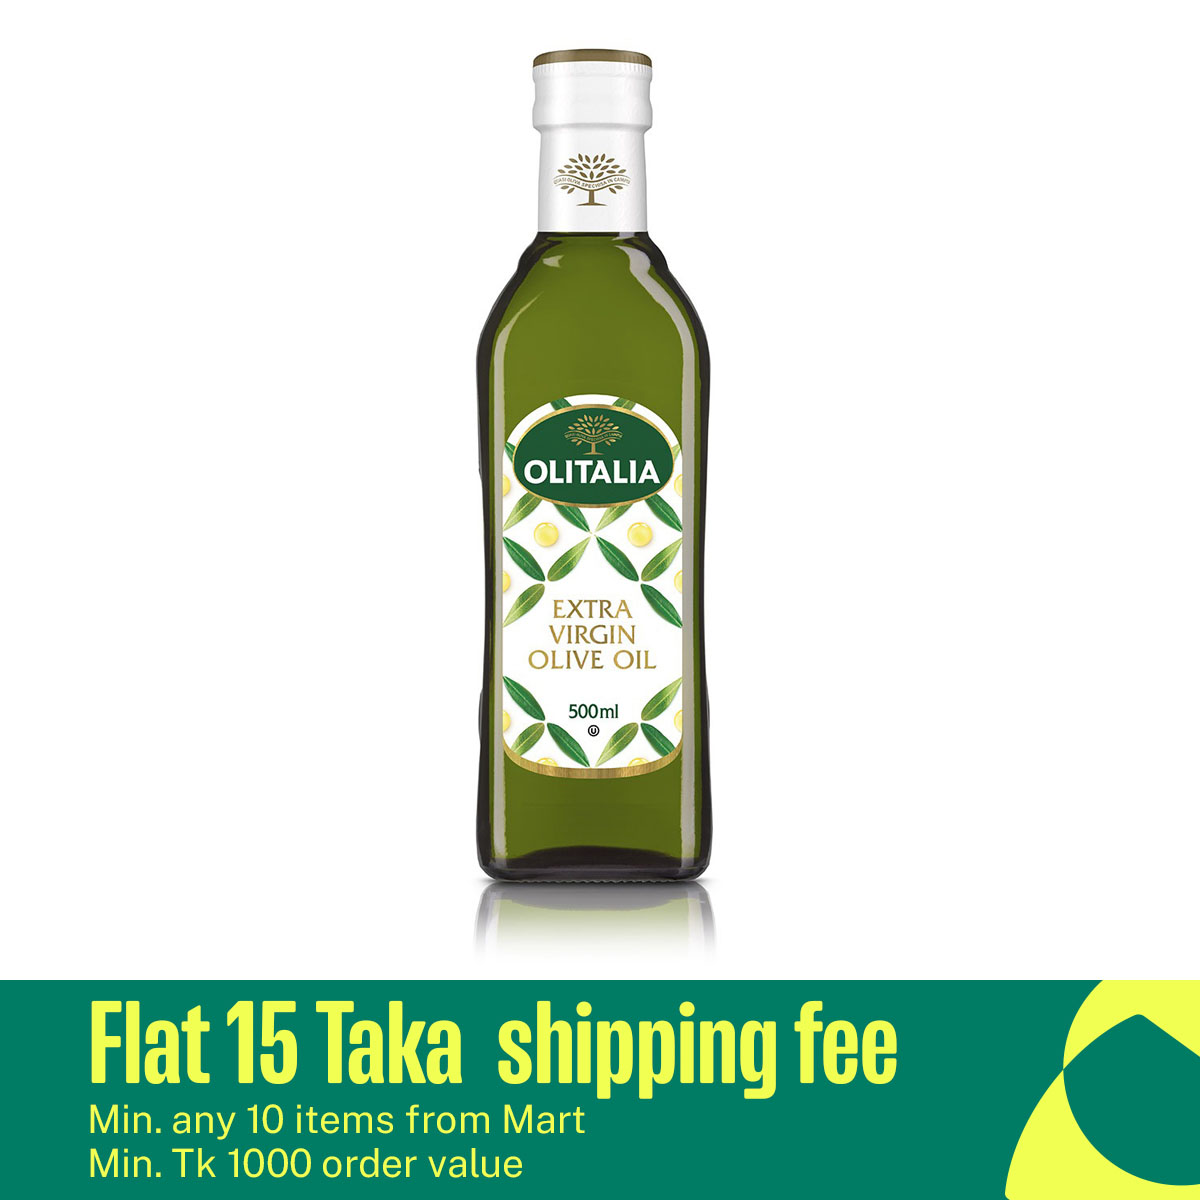 OLITALIA
EXTRA
VIRGIN
OLIVE OIL
500ml
U
Flat 15 Taka shipping fee
Min. any 10 items from Mart
Min. Tk 1000 order value